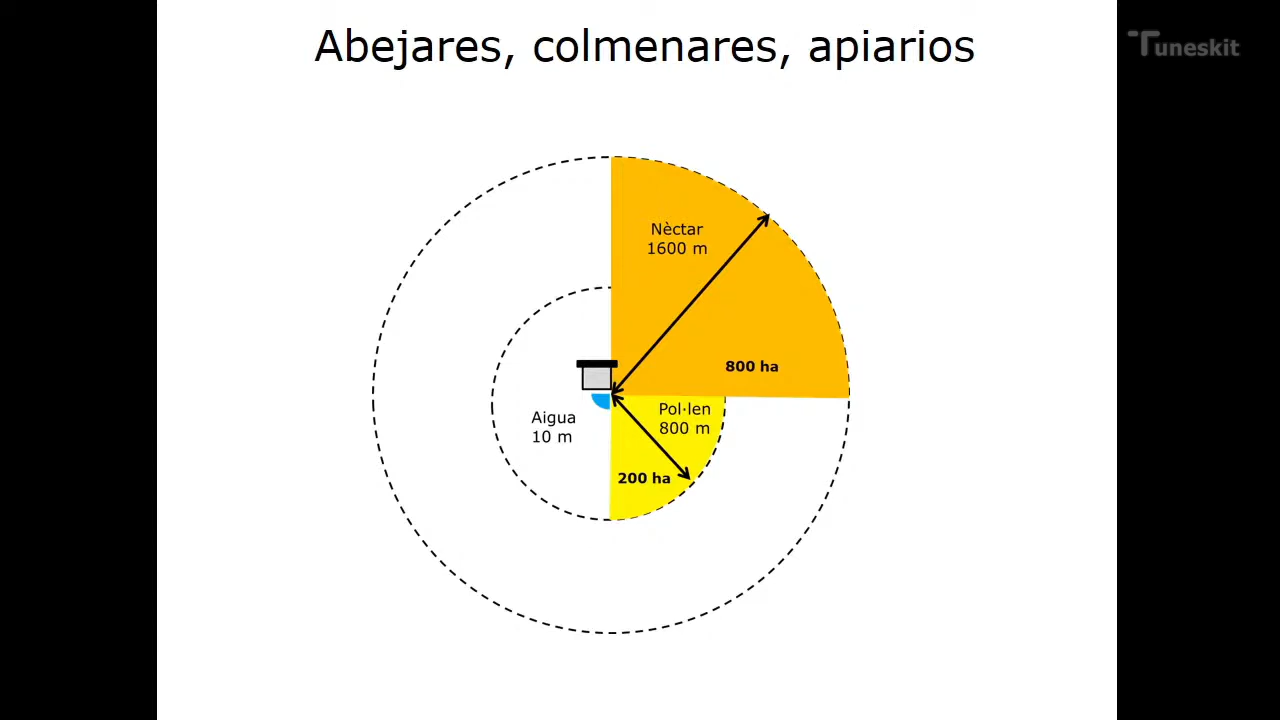 Abejares, colmenares, apiarios
Tuneskit
Nèctar
1600 m
800 ha
Aigua
10 m
Pol·len
800 m
200 ha